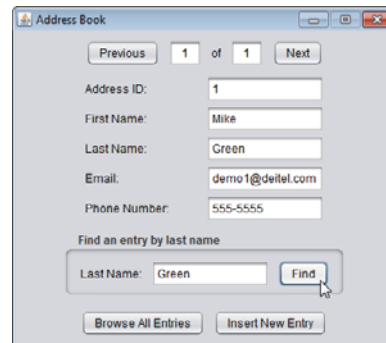 Address Book
Previous 1 of 1 Next
Address ID: 1
First Name: Mike
Last Name: Green
Email: demo1@deitel.com
Phone Number: 555-5555
Find an entry by last name
Last Name: Green Find
Browse All Entries Insert New Entry